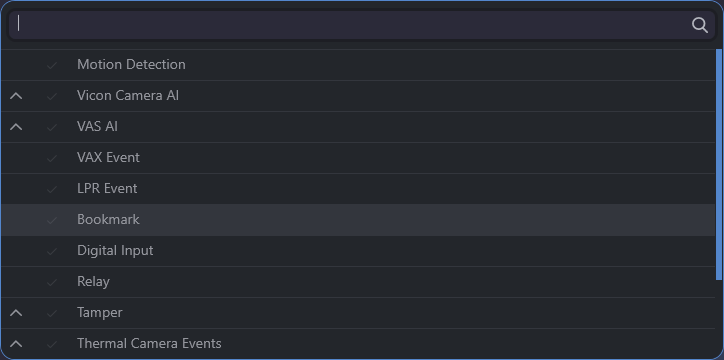 Motion Detection
Vicon Camera AI
VAS AI
VAX Event
LPR Event
Bookmark
Digital Input
Relay
Tamper
Thermal Camera Events